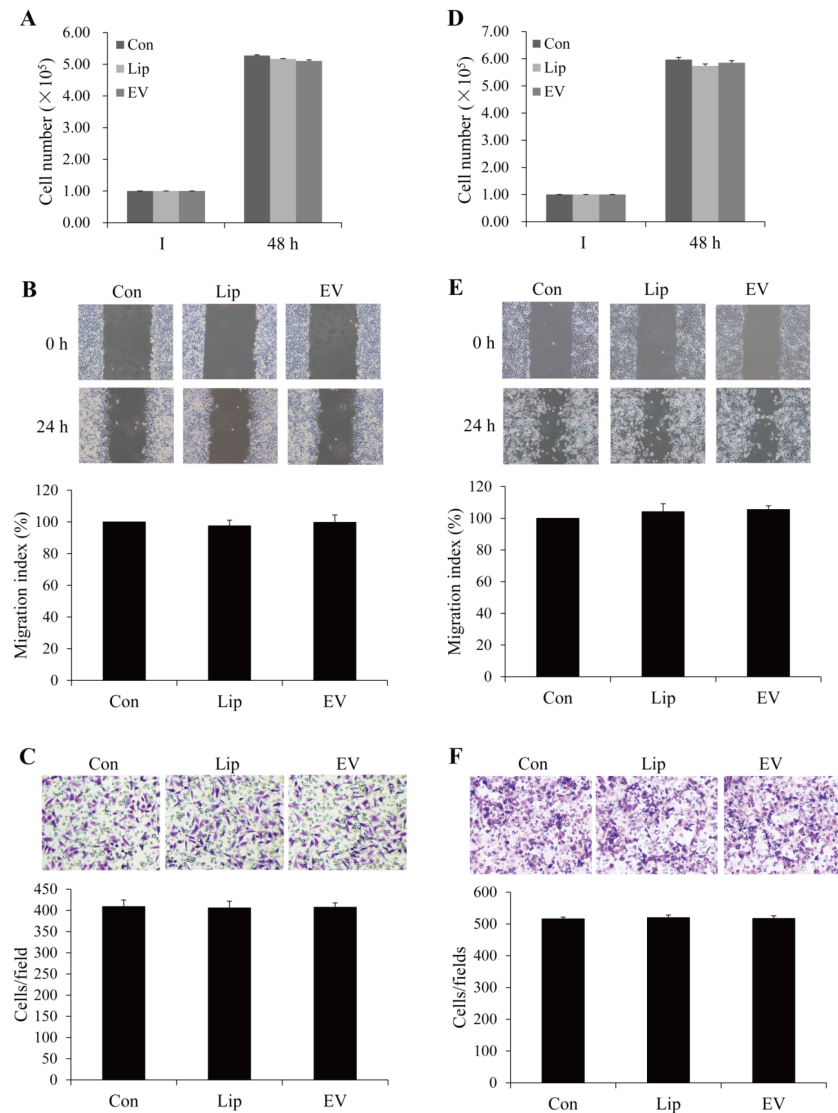 A
Cell number (×10⁵)
6.00
5.00
4.00
3.00
2.00
1.00
0.00
Con
Lip
EV
I 48 h
D
Cell number (×10⁵)
7.00
6.00
5.00
4.00
3.00
2.00
1.00
0.00
Con
Lip
EV
I 48 h
B
Con Lip EV
0 h
24 h
Migration index (%)
120
100
80
60
40
20
0
Con Lip EV
E
Con Lip EV
0 h
24 h
Migration index (%)
120
100
80
60
40
20
0
Con Lip EV
C
Con Lip EV
Cells/field
450
400
350
300
250
200
150
100
50
0
Con Lip EV
F
Con Lip EV
Cells/fields
600
500
400
300
200
100
0
Con Lip EV